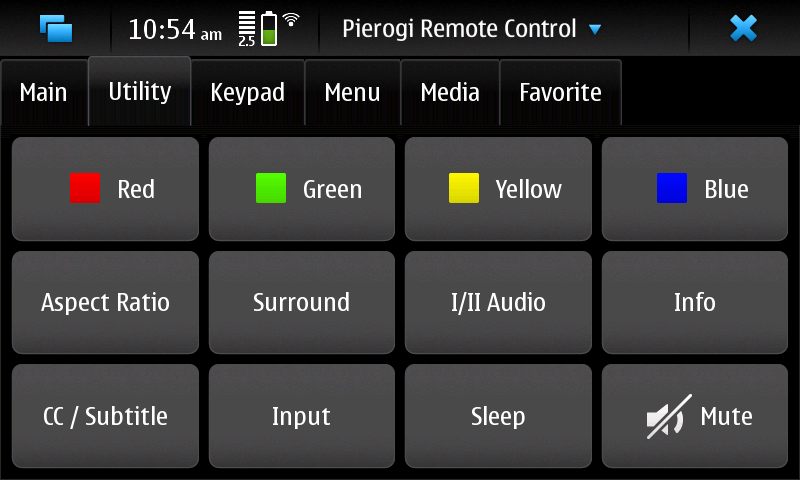 10:54 am 2.5 Pierogi Remote Control
Main Utility Keypad Menu Media Favorite
Red Green Yellow Blue
Aspect Ratio Surround I/II Audio Info
CC / Subtitle Input Sleep Mute